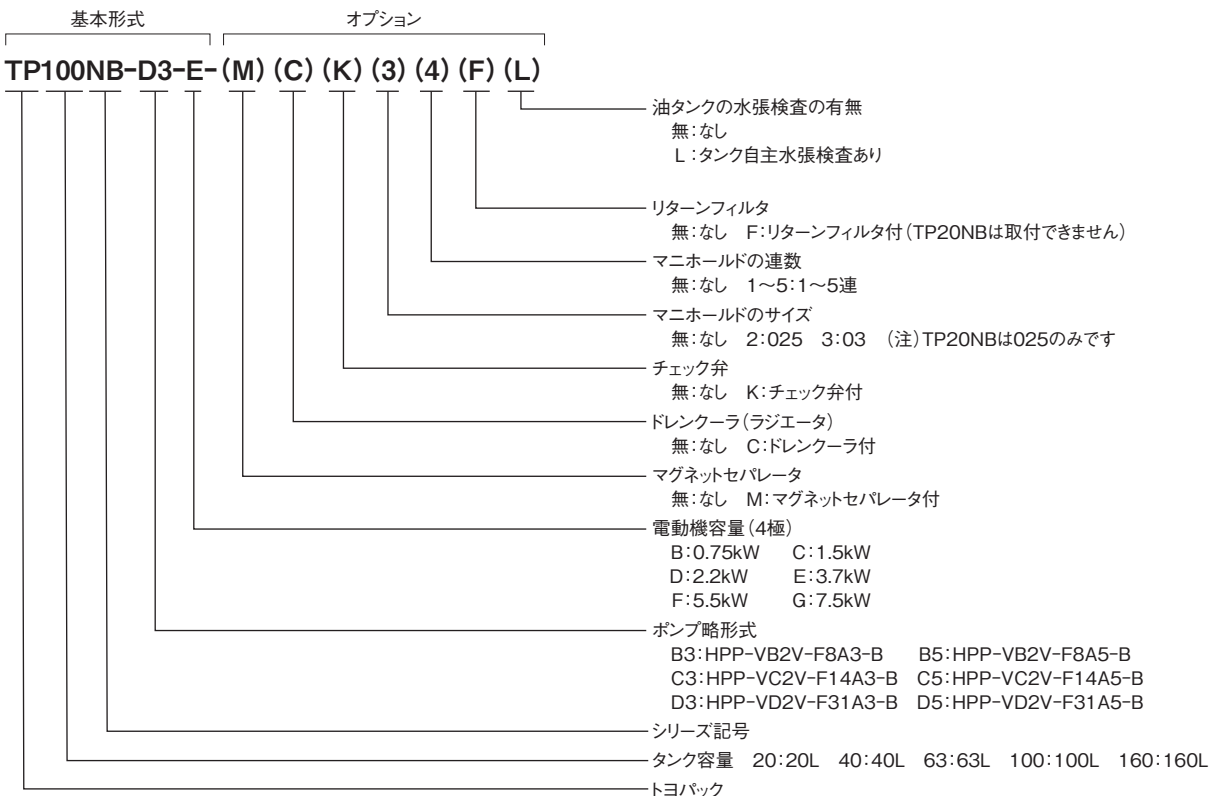 基本形式 オプション
TP100NB-D3-E-(M)(C)(K)(3)(4)(F)(L)
油タンクの水張検査の有無
無:なし
L:タンク自主水張検査あり
リターンフィルタ
無:なし F:リターンフィルタ付(TP20NBは取付できません)
マニホールドの連数
無:なし 1～5:1～5連
マニホールドのサイズ
無:なし 2:025 3:03 (注)TP20NBは025のみです
チェック弁
無:なし K:チェック弁付
ドレンクーラ(ラジエータ)
無:なし C:ドレンクーラ付
マグネットセパレータ
無:なし M:マグネットセパレータ付
電動機容量(4極)
B:0.75kW C:1.5kW
D:2.2kW E:3.7kW
F:5.5kW G:7.5kW
ポンプ略形式
B3:HPP-VB2V-F8A3-B B5:HPP-VB2V-F8A5-B
C3:HPP-VC2V-F14A3-B C5:HPP-VC2V-F14A5-B
D3:HPP-VD2V-F31A3-B D5:HPP-VD2V-F31A5-B
シリーズ記号
タンク容量 20:20L 40:40L 63:63L 100:100L 160:160L
トヨパック